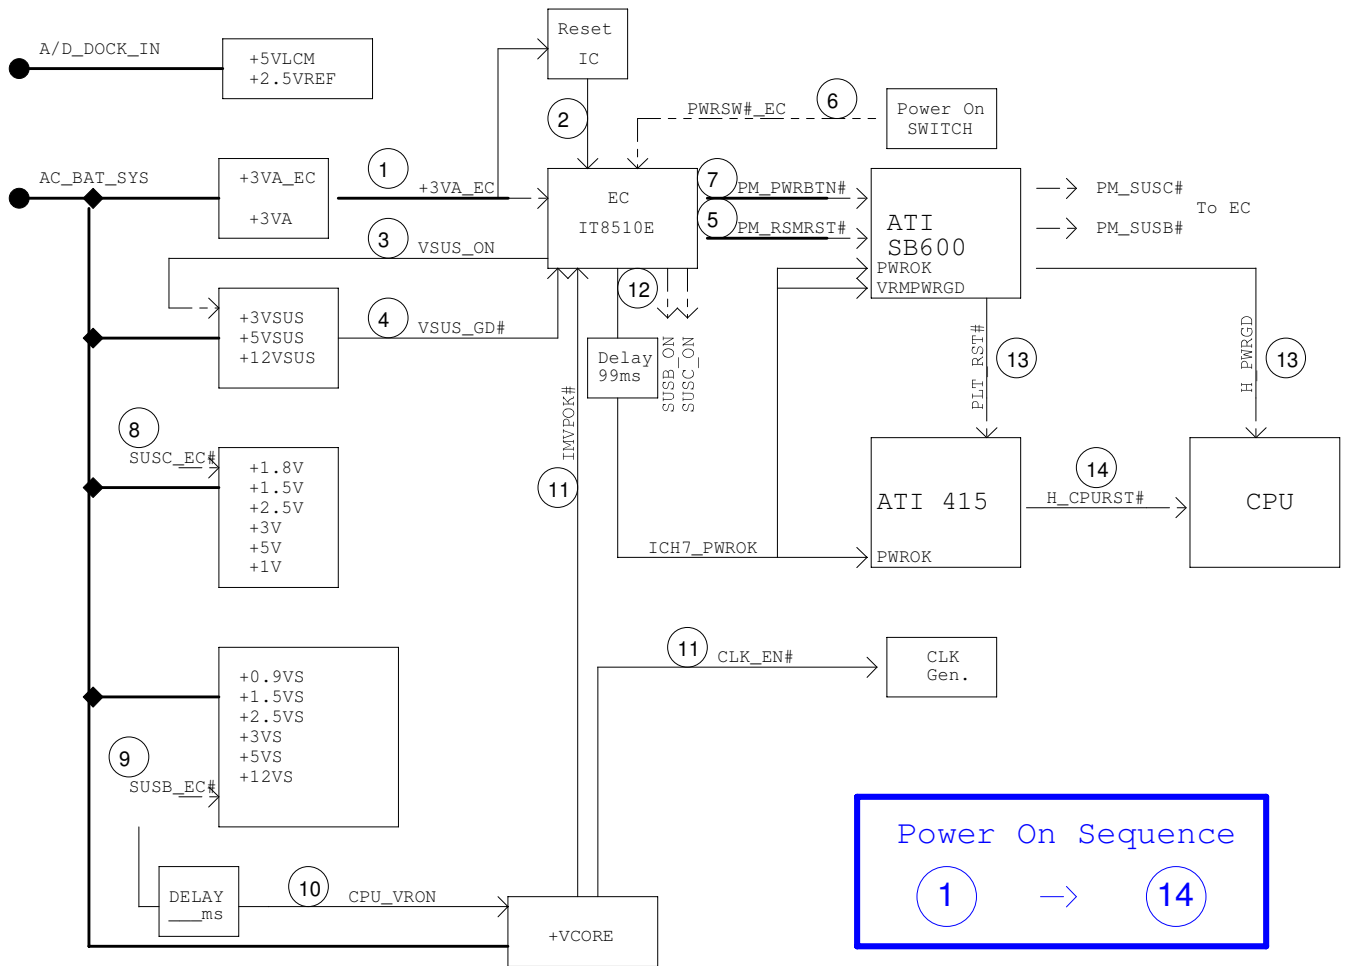 Reset
IC
A/D_DOCK_IN
+5VLCM
+2.5VREF
2
PWRSW#_EC
6
Power On
SWITCH
AC_BAT_SYS
+3VA_EC
+3VA
1
+3VA_EC
EC
IT8510E
7
PM_PWRBTN#
5
PM_RSMRST#
ATI
SB600
PWROK
VRMPWRGD
PM_SUSC#
PM_SUSB#
To EC
3
VSUS_ON
+3VSUS
+5VSUS
+12VSUS
4
VSUS_GD#
12
Delay
99ms
SUSB_ON
SUSC_ON
PLT_RST#
13
H_PWRGD
13
IMVPOK#
11
8
SUSC_EC#
+1.8V
+1.5V
+2.5V
+3V
+5V
+1V
ATI 415
PWROK
14
H_CPURST#
CPU
ICH7_PWROK
11
CLK_EN#
CLK
Gen.
+0.9VS
+1.5VS
+2.5VS
+3VS
+5VS
+12VS
9
SUSB_EC#
DELAY
___ms
10
CPU_VRON
+VCORE
Power On Sequence
1 → 14